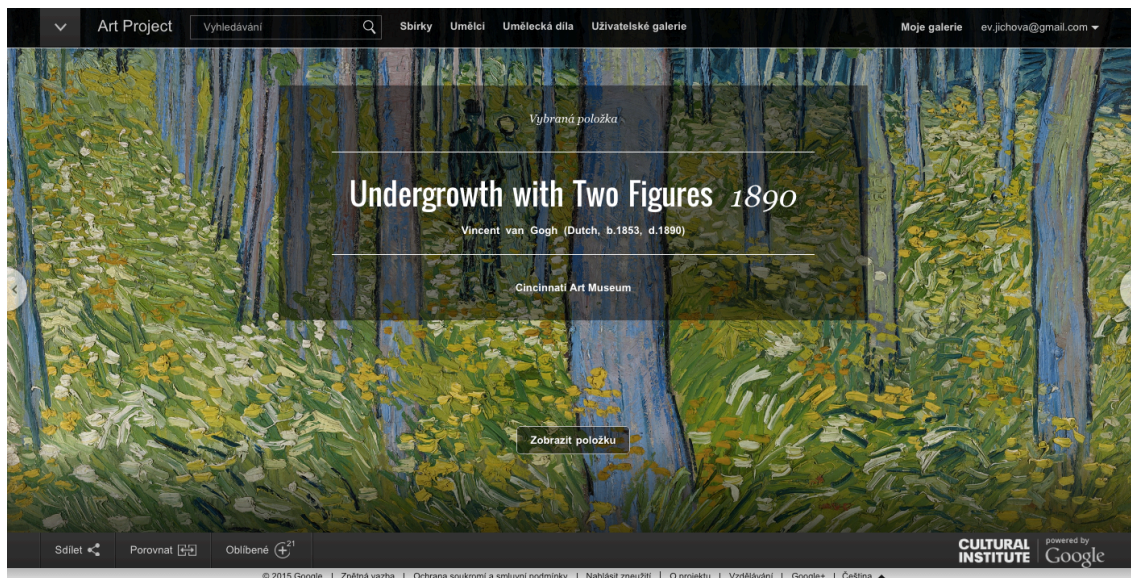 Art Project Vyhledávání Sbírky Umělci Umělecká díla Uživatelské galerie Moje galerie ev.jichova@gmail.com
Vybraná položka
Undergrowth with Two Figures 1890
Vincent van Gogh (Dutch, b.1853, d.1890)
Cincinnati Art Museum
Zobrazit položku
Sdílet Porovnat Oblíbené 21
CULTURAL INSTITUTE powered by Google
© 2015 Google | Zpětná vazba | Ochrana soukromí a smluvní podmínky | Nahlásit zneužití | O projektu | Vzdělávání | Google+ | Čeština